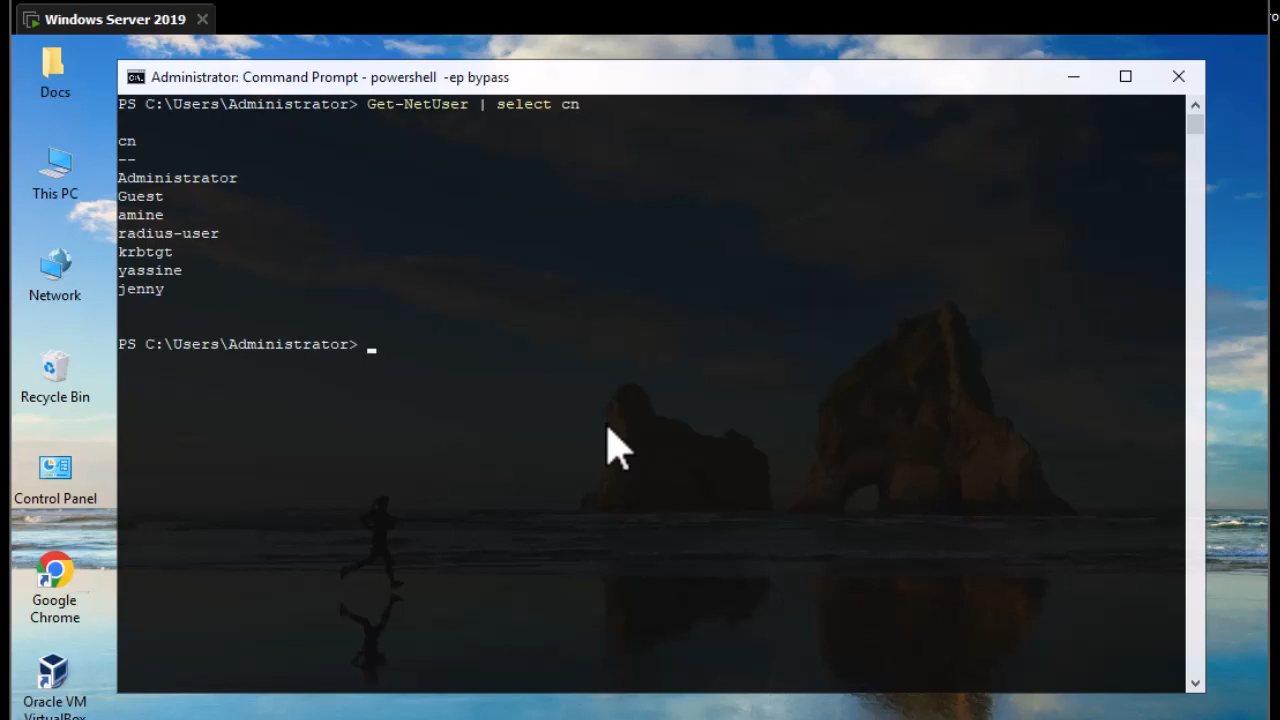 Windows Server 2019
Docs
This PC
Network
Recycle Bin
Control Panel
Google
Chrome
Oracle VM
VirtualBox
Administrator: Command Prompt - powershell  -ep bypass
PS C:\Users\Administrator> Get-NetUser | select cn
cn
--
Administrator
Guest
amine
radius-user
krbtgt
yassine
jenny
PS C:\Users\Administrator>